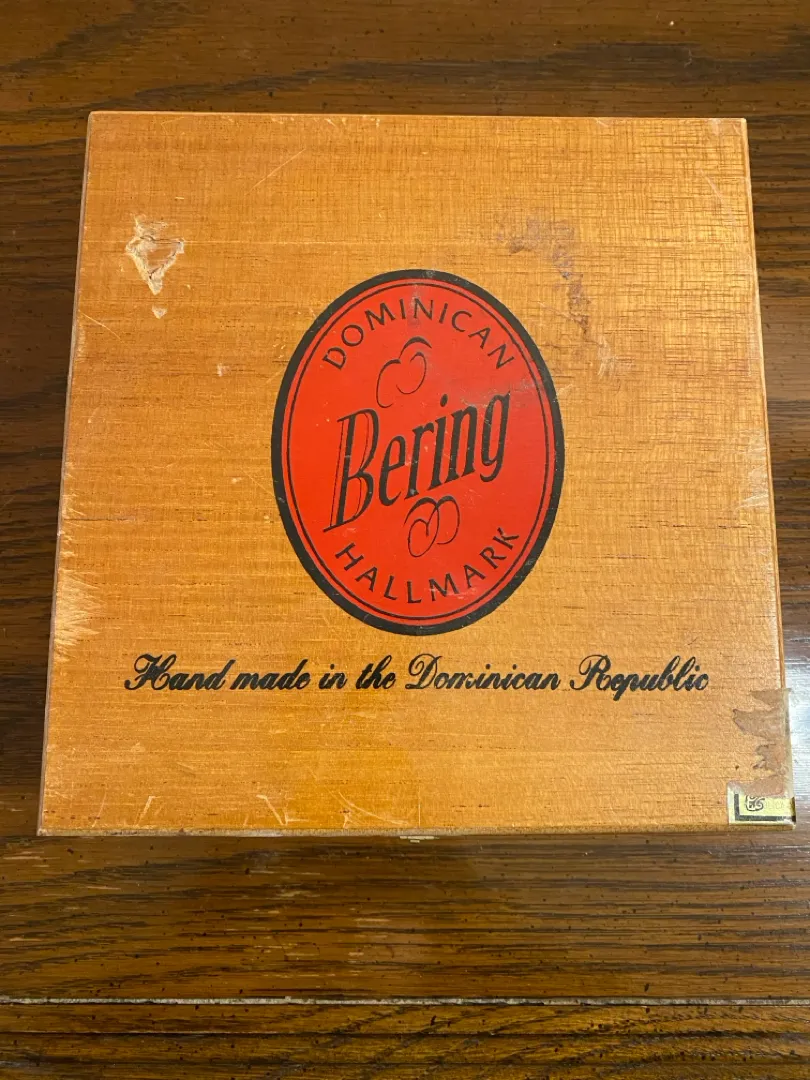 DOMINICAN
Bering
HALLMARK
Hand made in the Dominican Republic